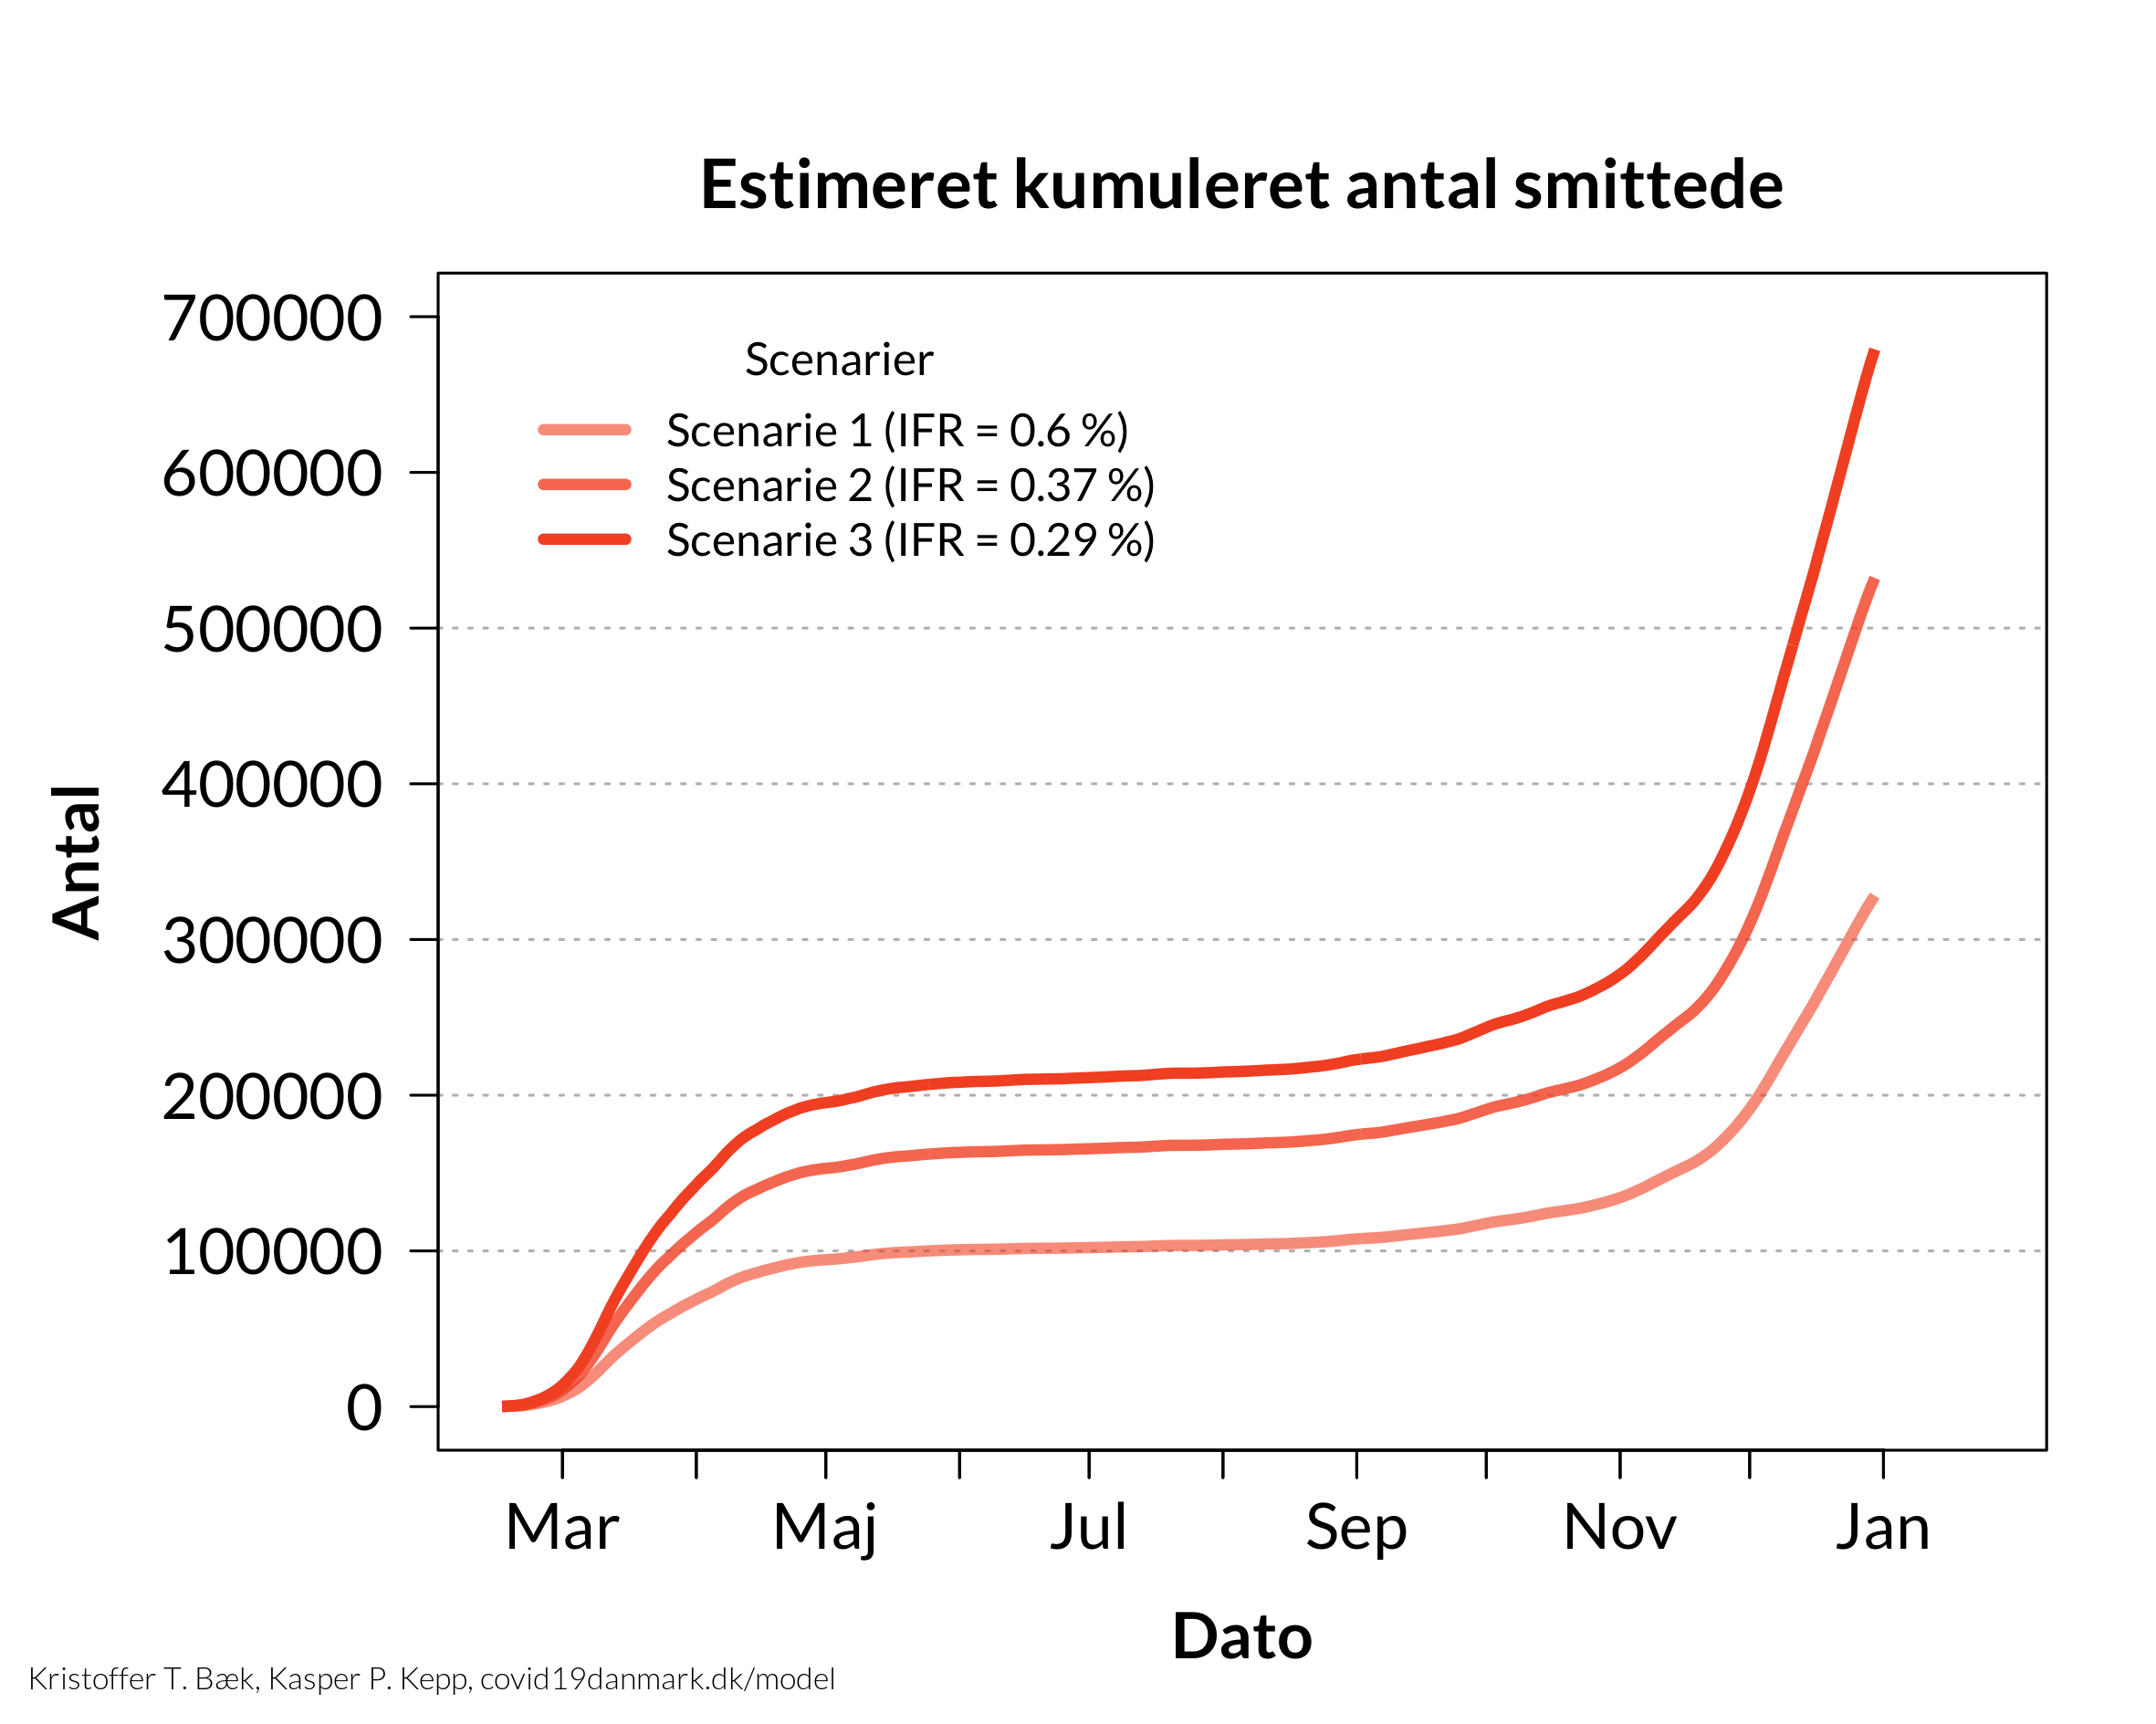 Estimeret kumuleret antal smittede
Antal
700000
600000
500000
400000
300000
200000
100000
0
Scenarier
Scenarie 1 (IFR = 0.6 %)
Scenarie 2 (IFR = 0.37 %)
Scenarie 3 (IFR = 0.29 %)
Mar Maj Jul Sep Nov Jan
Dato
Kristoffer T. Bæk, Kasper P. Kepp, covid19danmark.dk/model